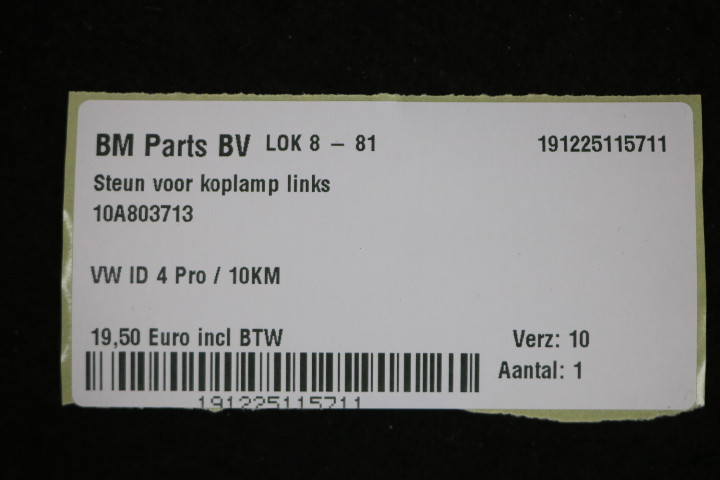 BM Parts BV LOK 8 – 81 191225115711
Steun voor koplamp links
10A803713
VW ID 4 Pro / 10KM
19,50 Euro incl BTW Verz: 10
Aantal: 1
191225115711